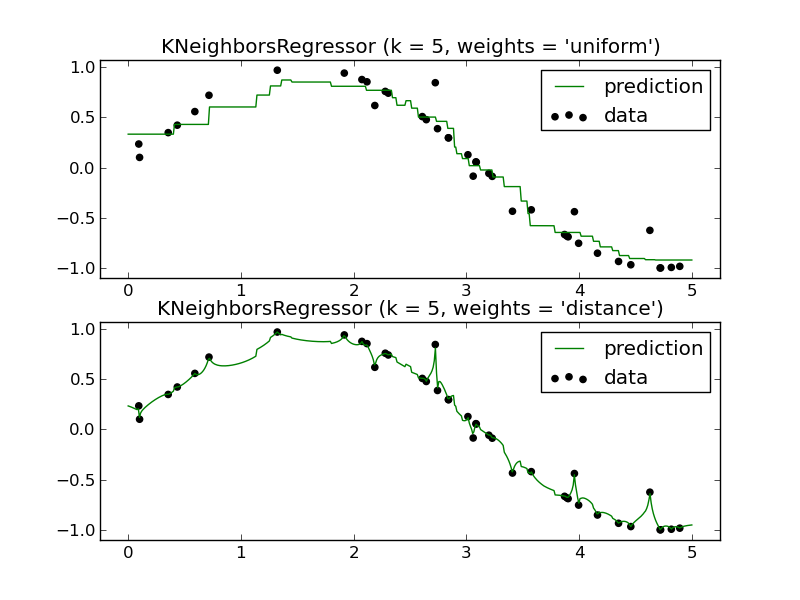 KNeighborsRegressor (k = 5, weights = 'uniform')
1.0
0.5
0.0
−0.5
−1.0
prediction
data
0 1 2 3 4 5
KNeighborsRegressor (k = 5, weights = 'distance')
1.0
0.5
0.0
−0.5
−1.0
prediction
data
0 1 2 3 4 5